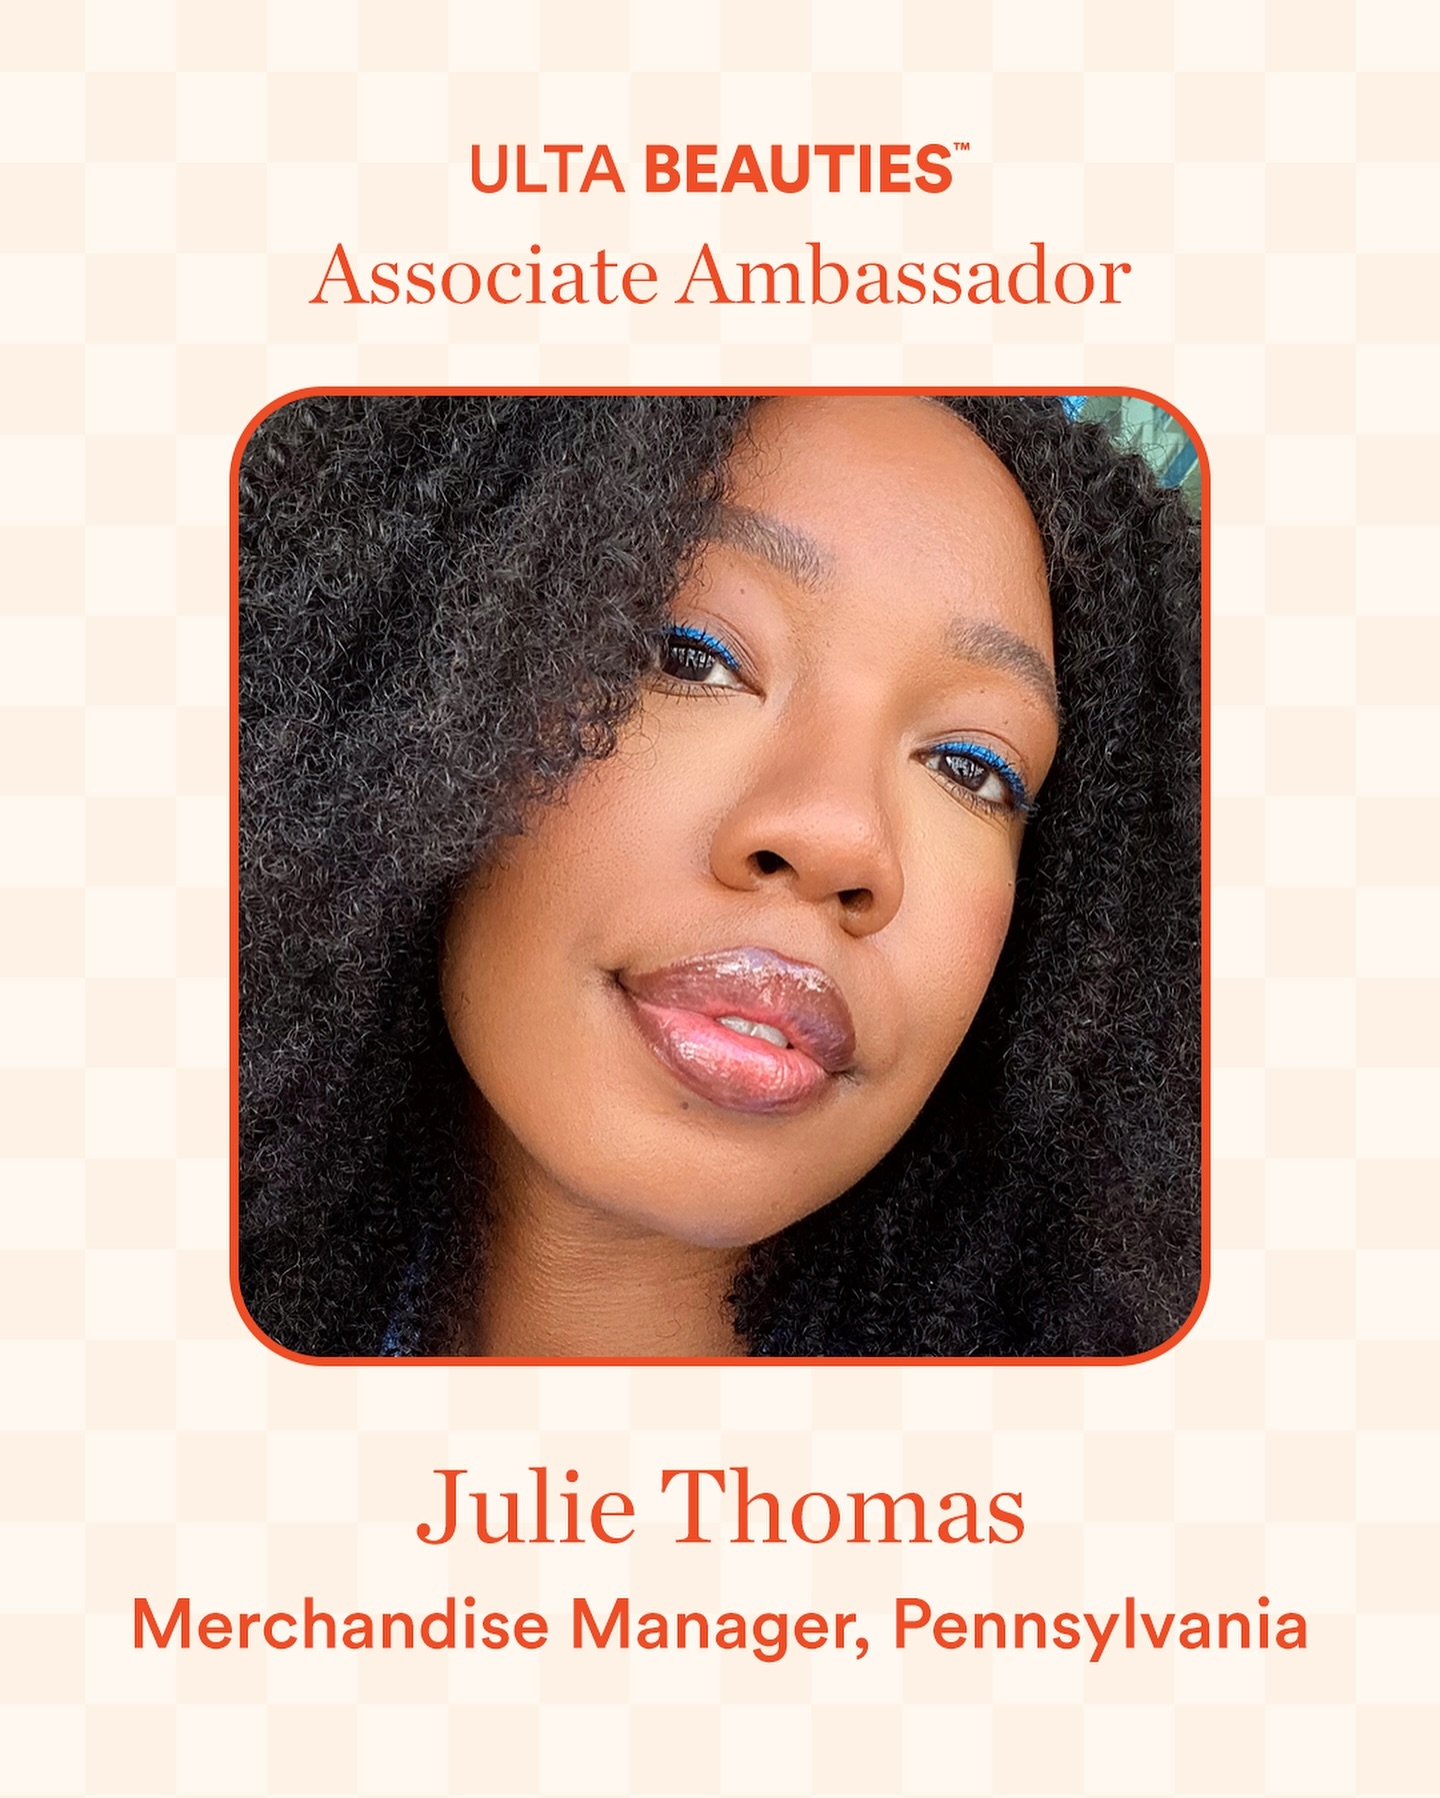 ULTA BEAUTIES™
Associate Ambassador
Julie Thomas
Merchandise Manager, Pennsylvania